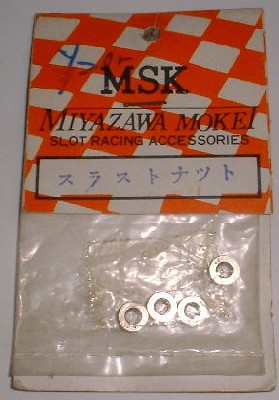 MSK
MIYAZAWA MOKEI
SLOT RACING ACCESSORIES
スラストナット